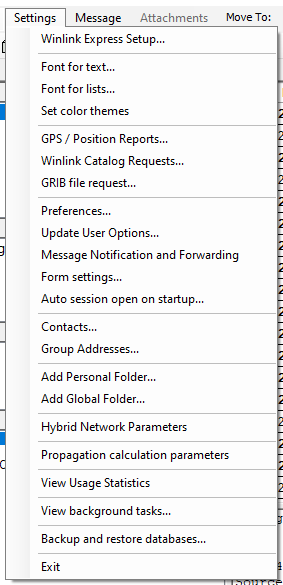 Settings Message Attachments Move To:
Winlink Express Setup...
Font for text...
Font for lists...
Set color themes
GPS / Position Reports...
Winlink Catalog Requests...
GRIB file request...
Preferences...
Update User Options...
Message Notification and Forwarding
Form settings...
Auto session open on startup...
Contacts...
Group Addresses...
Add Personal Folder...
Add Global Folder...
Hybrid Network Parameters
Propagation calculation parameters
View Usage Statistics
View background tasks...
Backup and restore databases...
Exit